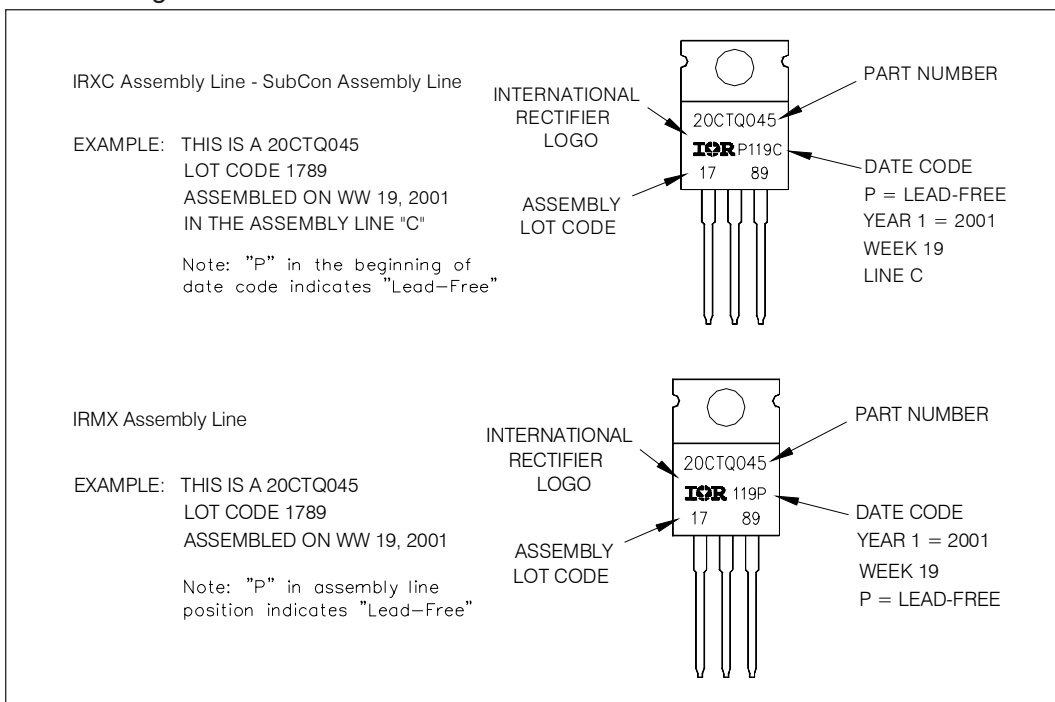 IRXC Assembly Line - SubCon Assembly Line
EXAMPLE: THIS IS A 20CTQ045
LOT CODE 1789
ASSEMBLED ON WW 19, 2001
IN THE ASSEMBLY LINE "C"
Note: "P" in the beginning of
date code indicates "Lead-Free"
INTERNATIONAL
RECTIFIER
LOGO
ASSEMBLY
LOT CODE
20CTQ045
IOR P119C
17 89
PART NUMBER
DATE CODE
P = LEAD-FREE
YEAR 1 = 2001
WEEK 19
LINE C
IRMX Assembly Line
EXAMPLE: THIS IS A 20CTQ045
LOT CODE 1789
ASSEMBLED ON WW 19, 2001
Note: "P" in assembly line
position indicates "Lead-Free"
INTERNATIONAL
RECTIFIER
LOGO
ASSEMBLY
LOT CODE
20CTQ045
IOR 119P
17 89
PART NUMBER
DATE CODE
YEAR 1 = 2001
WEEK 19
P = LEAD-FREE